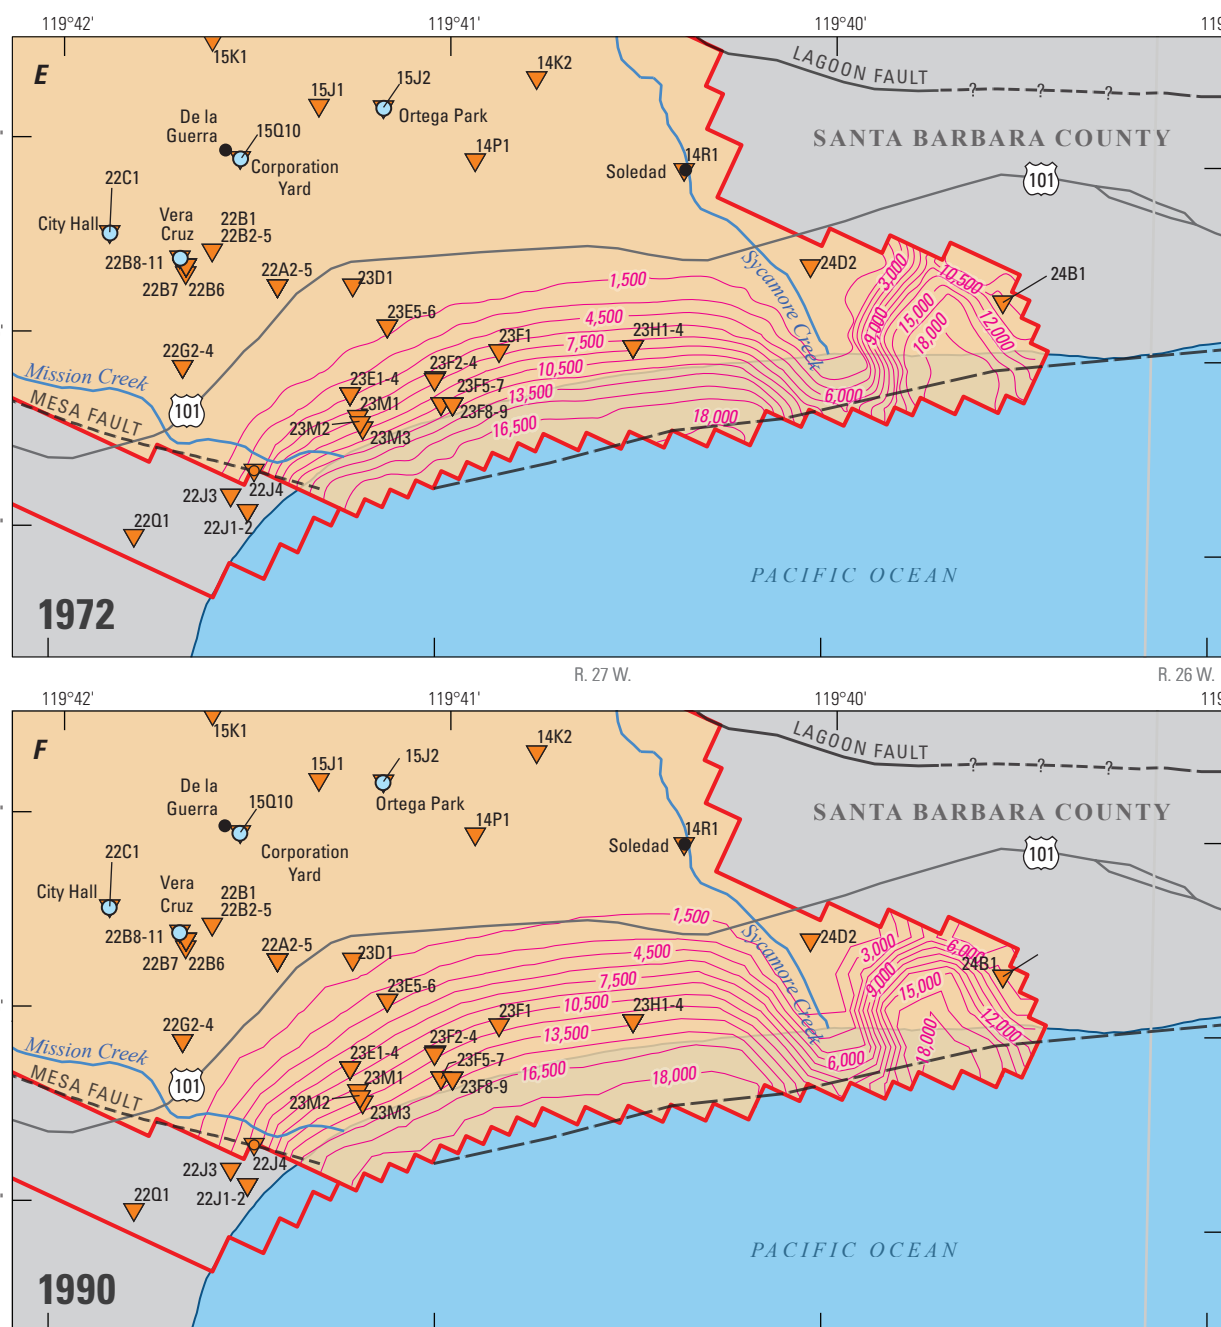 119°42'
119°41'
119°40'
119
E
15K1
14K2
LAGOON FAULT
? ? ?
15J1
15J2
Ortega Park
De la
Guerra
15Q10
Corporation
Yard
14P1
SANTA BARBARA COUNTY
14R1
Soledad
101
22C1
City Hall
Vera
Cruz
22B1
22B2-5
22B8-11
22B7
22B6
22A2-5
23D1
Sycamore Creek
24D2
3,000
10,500
24B1
1,500
23E5-6
4,500
23F1
7,500
23H1-4
9,000
15,000
18,000
12,000
22G2-4
Mission Creek
MESA FAULT
101
23E1-4
23F2-4
10,500
23M1
23F5-7
13,500
6,000
23M2
23F8-9
23M3
16,500
18,000
22J4
22J3
22J1-2
22Q1
PACIFIC OCEAN
1972
R. 27 W.
R. 26 W.
119°42'
119°41'
119°40'
119
F
15K1
14K2
LAGOON FAULT
? ? ?
15J1
15J2
Ortega Park
De la
Guerra
15Q10
Corporation
Yard
14P1
SANTA BARBARA COUNTY
14R1
Soledad
101
22C1
City Hall
Vera
Cruz
22B1
22B2-5
22B8-11
22B7
22B6
22A2-5
23D1
1,500
Sycamore Creek
24D2
3,000
6,000
24B1
4,500
23E5-6
7,500
9,000
15,000
23F1
10,500
23H1-4
12,000
22G2-4
Mission Creek
MESA FAULT
101
23E1-4
23F2-4
13,500
18,000
23M1
23F5-7
6,000
23M2
23F8-9
16,500
18,000
23M3
22J4
22J3
22J1-2
22Q1
PACIFIC OCEAN
1990